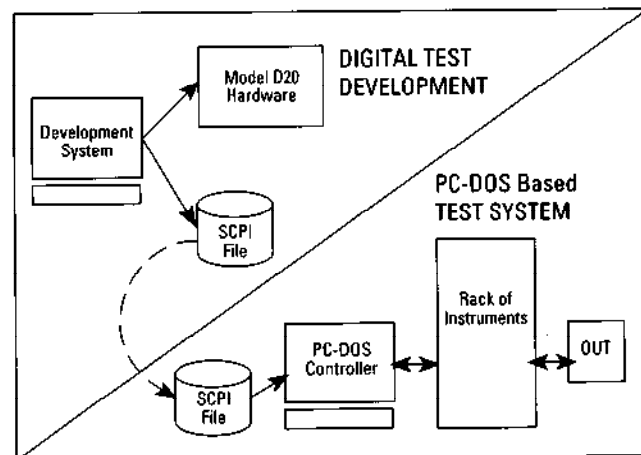 DIGITAL TEST
DEVELOPMENT
Model D20
Hardware
Development
System
SCPI
File
PC-DOS Based
TEST SYSTEM
Rack of
Instruments
OUT
PC-DOS
Controller
SCPI
File